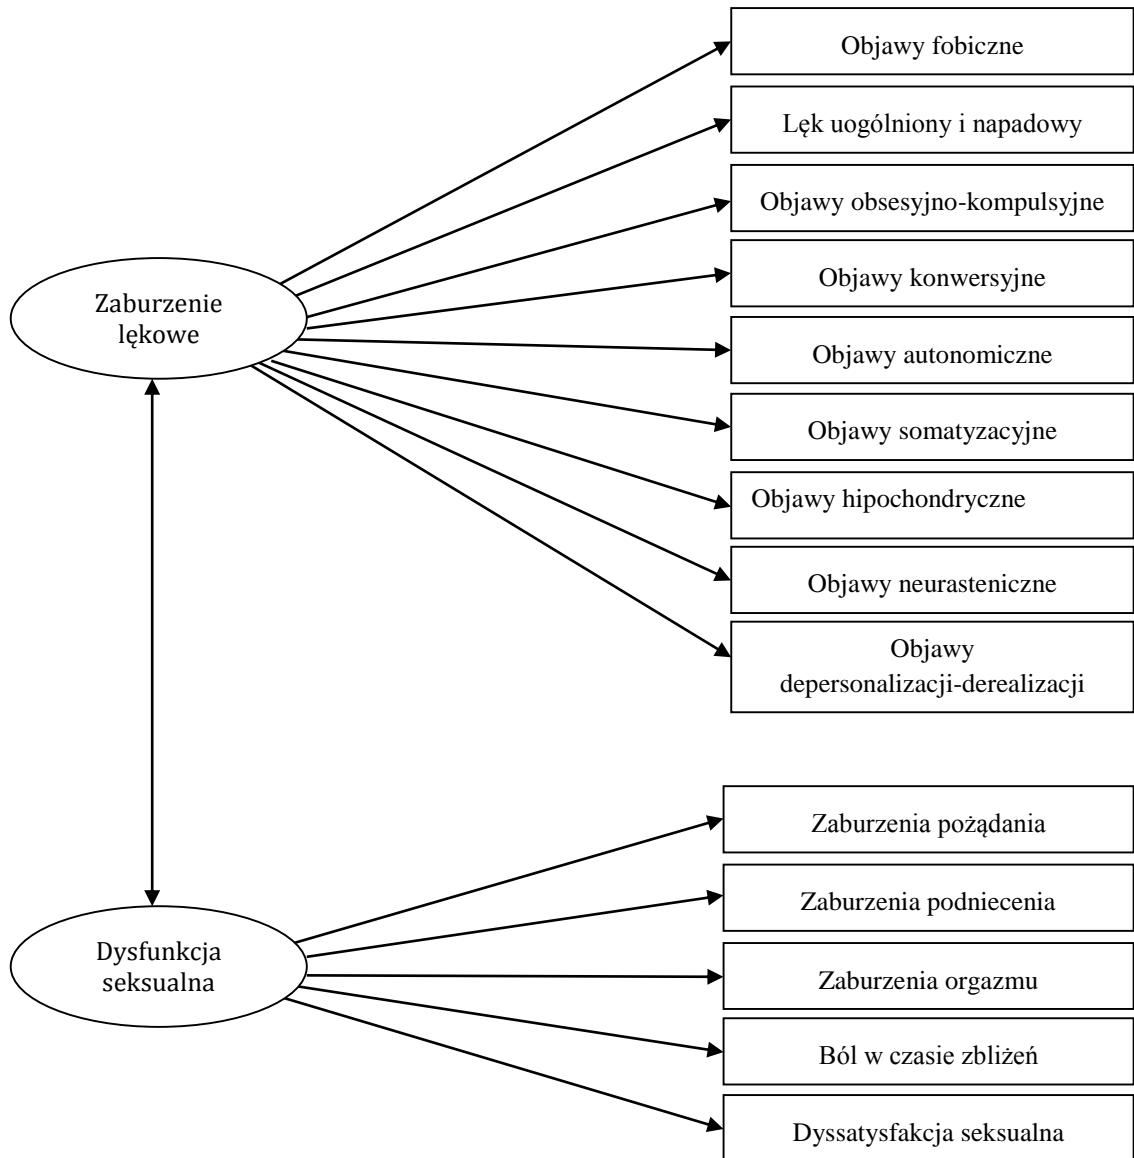 Objawy fobiczne
Lęk uogólniony i napadowy
Objawy obsesyjno-kompulsyjne
Objawy konwersyjne
Zaburzenie
lękowe
Objawy autonomiczne
Objawy somatyzacyjne
Objawy hipochondryczne
Objawy neurasteniczne
Objawy
depersonalizacji-derealizacji
Zaburzenia pożądania
Zaburzenia podniecenia
Dysfunkcja
seksualna
Zaburzenia orgazmu
Ból w czasie zbliżeń
Dyssatysfakcja seksualna